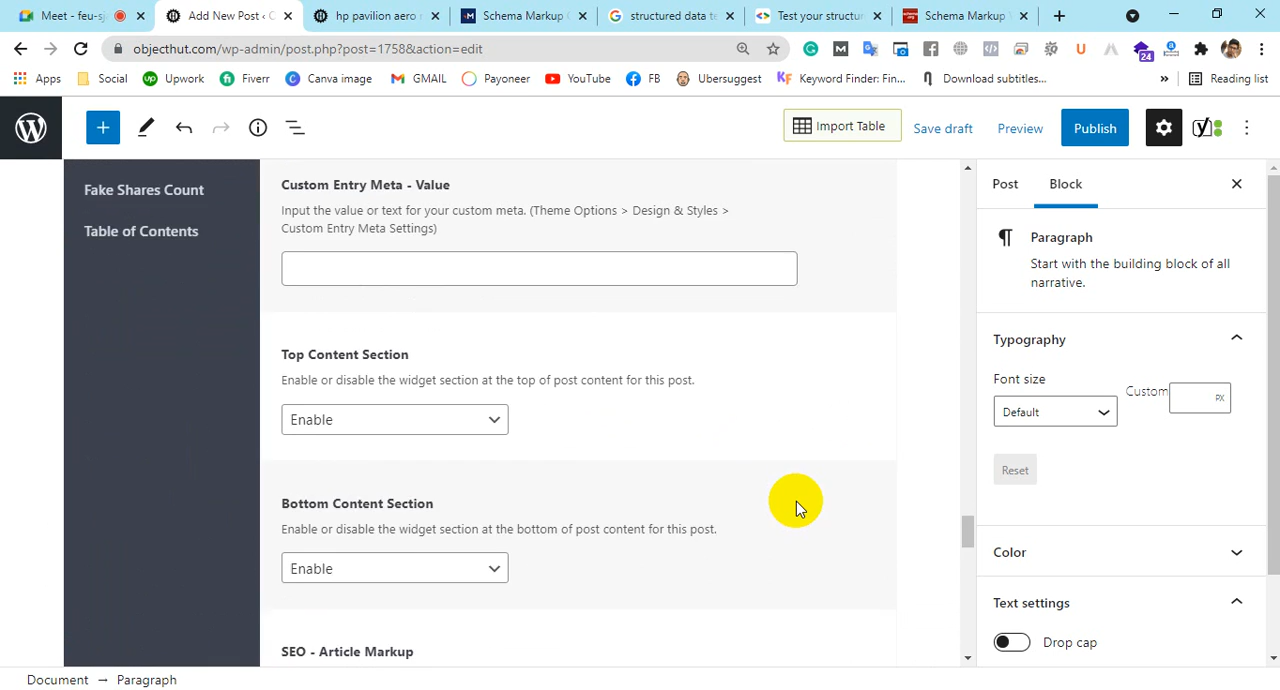 Meet - feu-sj
Add New Post ‹ C
hp pavilion aero
Schema Markup G
structured data te
Test your structur
Schema Markup T
objecthut.com/wp-admin/post.php?post=1758&action=edit
24
Apps
Social
Upwork
Fiverr
Canva image
GMAIL
Payoneer
YouTube
FB
Ubersuggest
Keyword Finder: Fin...
Download subtitles...
»
Reading list
Import Table
Save draft
Preview
Publish
Fake Shares Count
Table of Contents
Custom Entry Meta - Value
Input the value or text for your custom meta. (Theme Options > Design & Styles >
Custom Entry Meta Settings)
Top Content Section
Enable or disable the widget section at the top of post content for this post.
Enable
Bottom Content Section
Enable or disable the widget section at the bottom of post content for this post.
Enable
SEO - Article Markup
Post
Block
Paragraph
Start with the building block of all
narrative.
Typography
Font size
Custom
Default
PX
Reset
Color
Text settings
Drop cap
Document → Paragraph